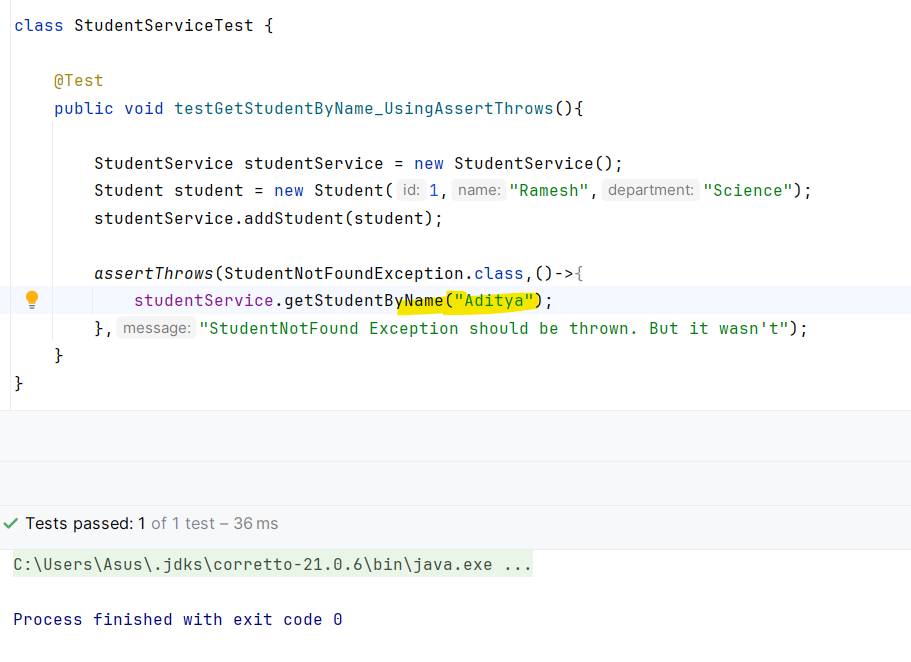 class StudentServiceTest {
@Test
public void testGetStudentByName_UsingAssertThrows(){
StudentService studentService = new StudentService();
Student student = new Student( id: 1, name: "Ramesh", department: "Science");
studentService.addStudent(student);
assertThrows(StudentNotFoundException.class,()->{
studentService.getStudentByName("Aditya");
}, message: "StudentNotFound Exception should be thrown. But it wasn't");
}
}
Tests passed: 1 of 1 test – 36 ms
C:\Users\Asus\.jdks\corretto-21.0.6\bin\java.exe ...
Process finished with exit code 0